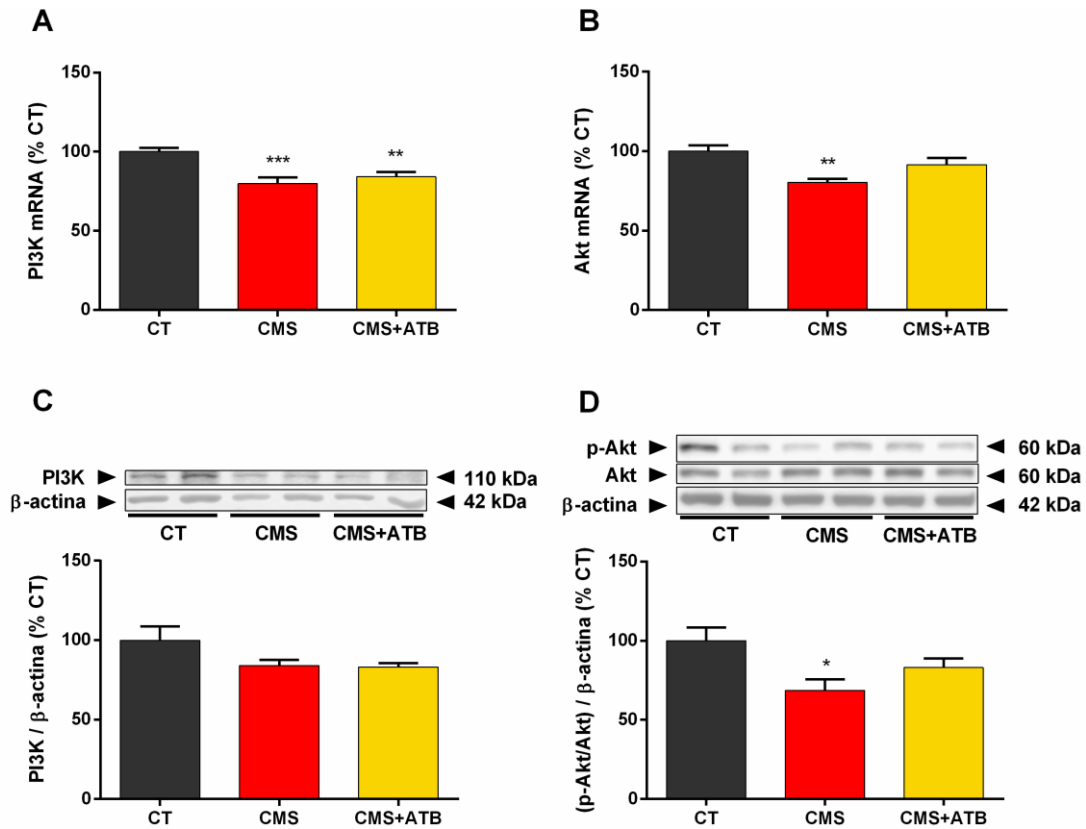 A
PI3K mRNA (% CT)
150
100
50
0
***
**
CT CMS CMS+ATB
B
Akt mRNA (% CT)
150
100
50
0
**
CT CMS CMS+ATB
C
PI3K 110 kDa
β-actina 42 kDa
CT CMS CMS+ATB
PI3K / β-actina (% CT)
150
100
50
0
CT CMS CMS+ATB
D
p-Akt 60 kDa
Akt 60 kDa
β-actina 42 kDa
CT CMS CMS+ATB
(p-Akt/Akt) / β-actina (% CT)
150
100
50
0
*
CT CMS CMS+ATB